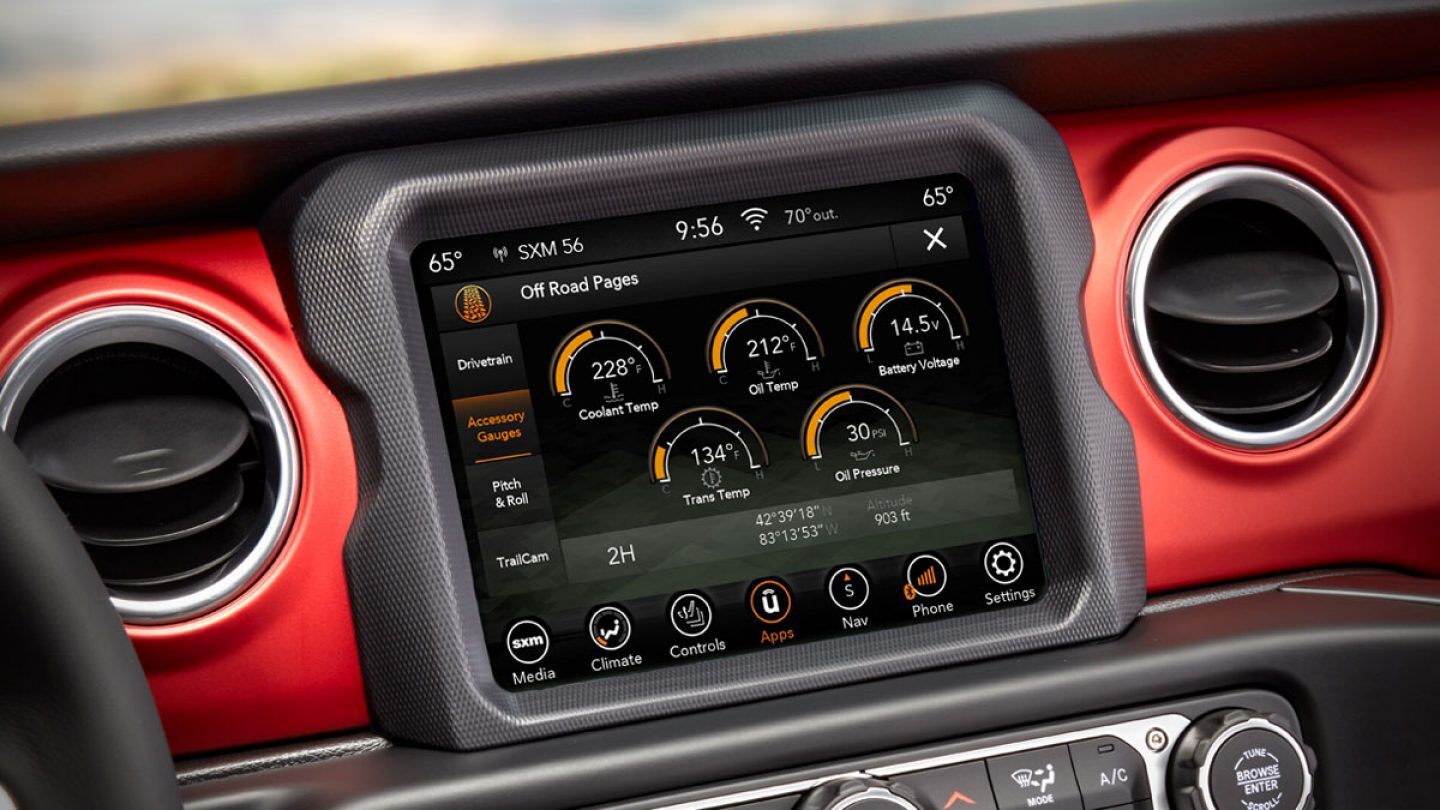 65° SXM 56 9:56 70° out. 65°
Off Road Pages
Drivetrain
Accessory
Gauges
Pitch
& Roll
TrailCam
228°F
C H
Coolant Temp
212°F
C H
Oil Temp
14.5V
L H
Battery Voltage
134°F
C H
Trans Temp
30 PSI
L H
Oil Pressure
2H
42°39'18" N
83°13'53" W
Altitude
903 ft
sxm
Media
Climate
Controls
û
Apps
S
Nav
Phone
Settings
MODE
A/C
TUNE
BROWSE
ENTER
SCROLL